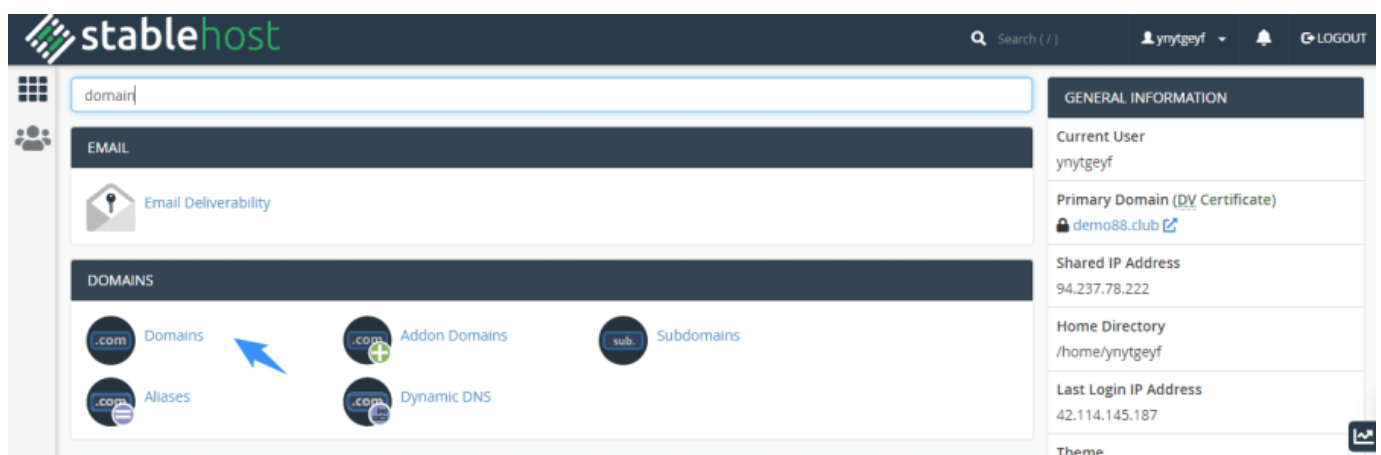 stablehost
Search ( / )
ynytgeyf
LOGOUT
domain
EMAIL
Email Deliverability
DOMAINS
.com Domains
.com Addon Domains
sub. Subdomains
.com Aliases
.com Dynamic DNS
GENERAL INFORMATION
Current User
ynytgeyf
Primary Domain (DV Certificate)
demo88.club
Shared IP Address
94.237.78.222
Home Directory
/home/ynytgeyf
Last Login IP Address
42.114.145.187
Theme